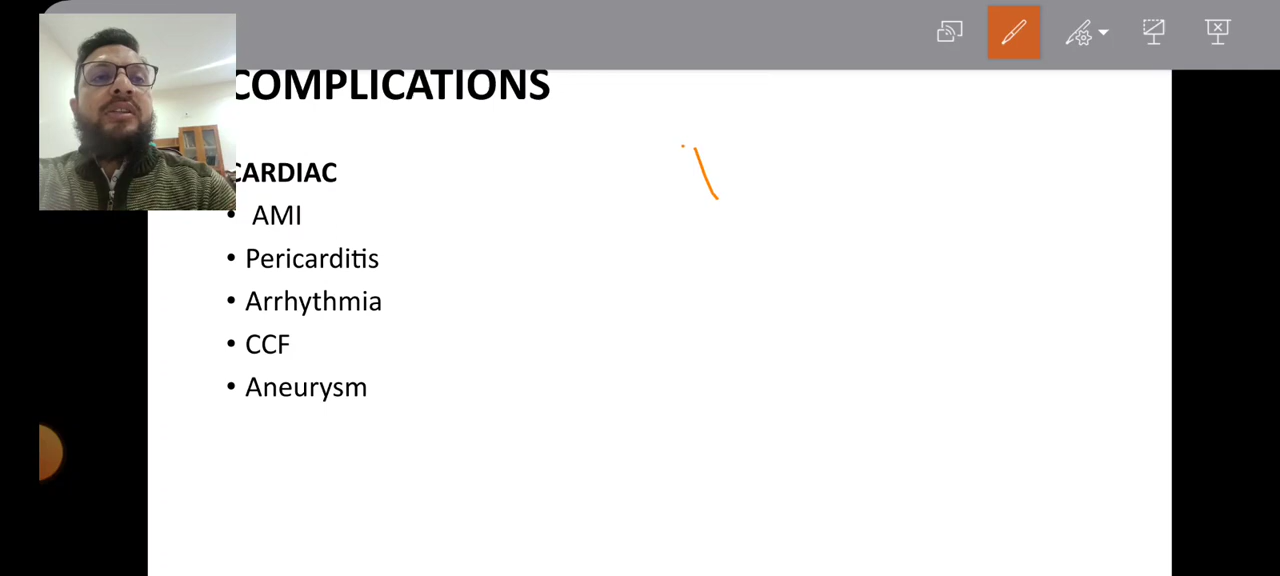 COMPLICATIONS
CARDIAC
• AMI
• Pericarditis
• Arrhythmia
• CCF
• Aneurysm